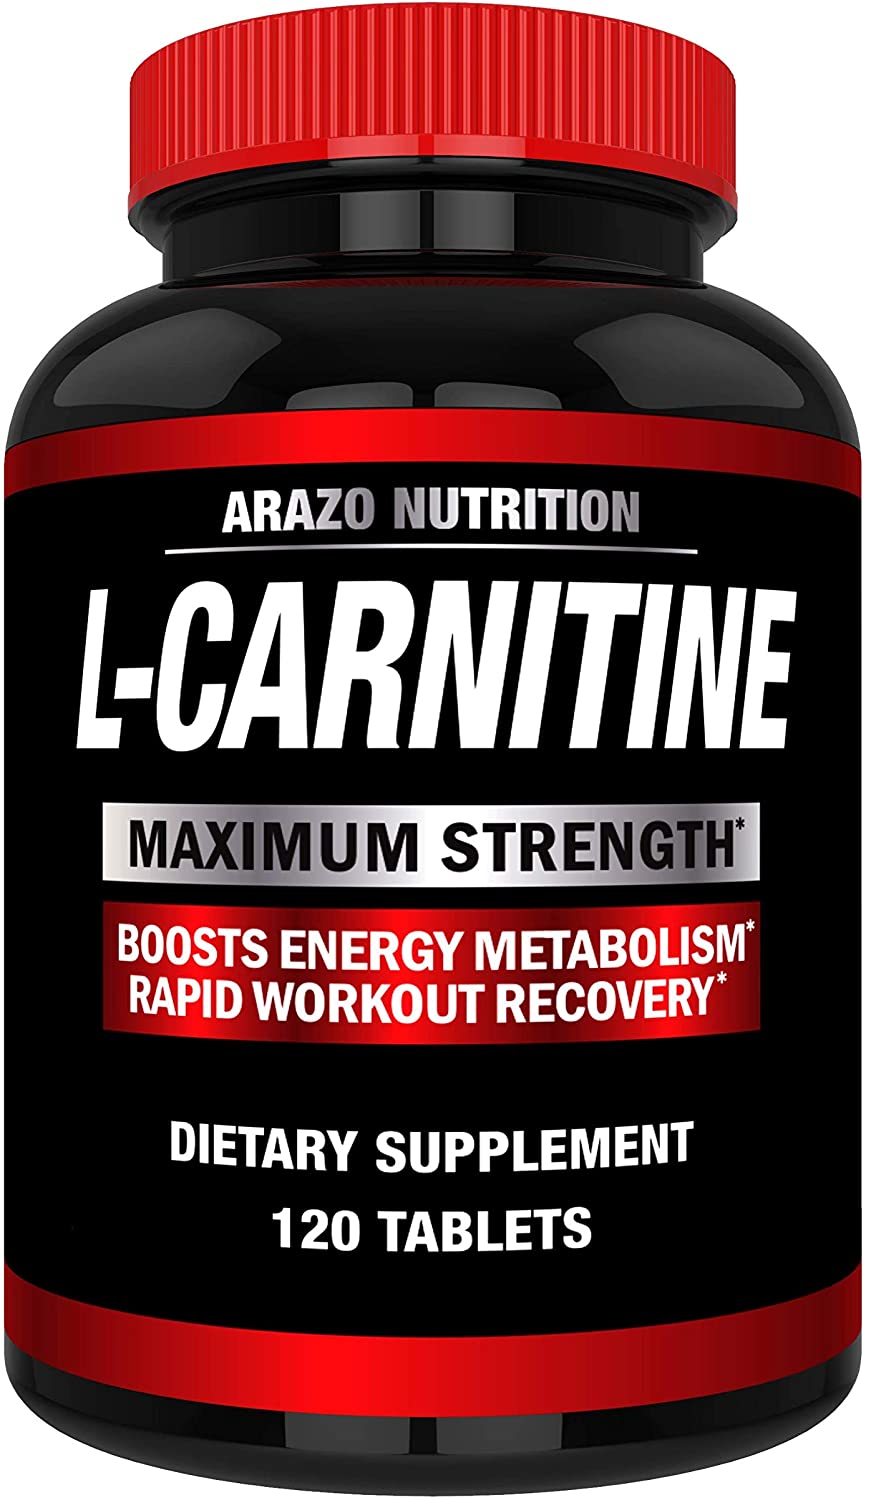 ARAZO NUTRITION
L-CARNITINE
MAXIMUM STRENGTH*
BOOSTS ENERGY METABOLISM*
RAPID WORKOUT RECOVERY*
DIETARY SUPPLEMENT
120 TABLETS